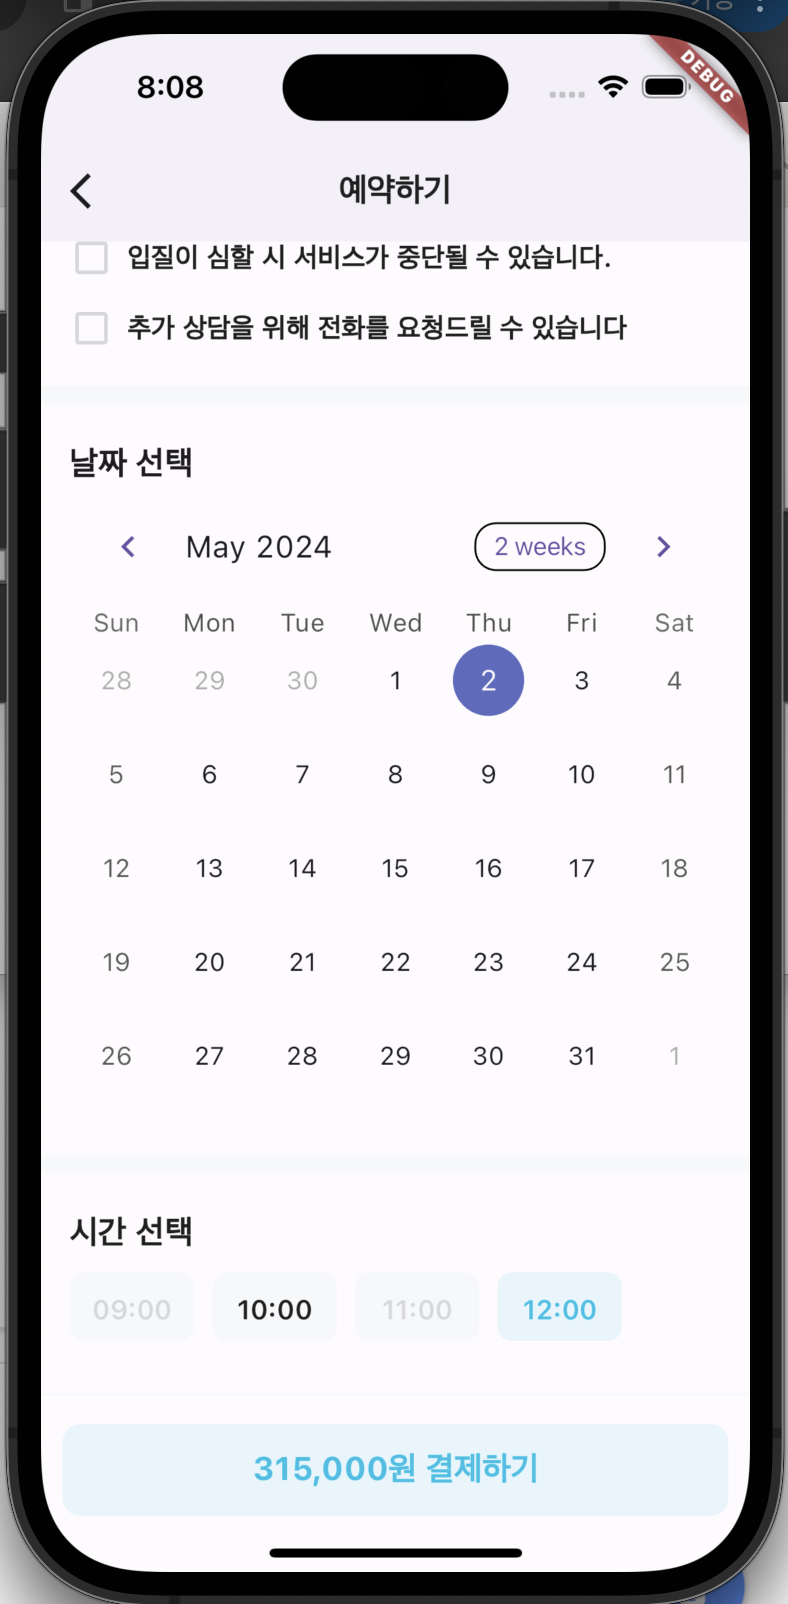 8:08
DEBUG
예약하기
입질이 심할 시 서비스가 중단될 수 있습니다.
추가 상담을 위해 전화를 요청드릴 수 있습니다
날짜 선택
May 2024 2 weeks
Sun Mon Tue Wed Thu Fri Sat
28 29 30 1 2 3 4
5 6 7 8 9 10 11
12 13 14 15 16 17 18
19 20 21 22 23 24 25
26 27 28 29 30 31 1
시간 선택
09:00 10:00 11:00 12:00
315,000원 결제하기